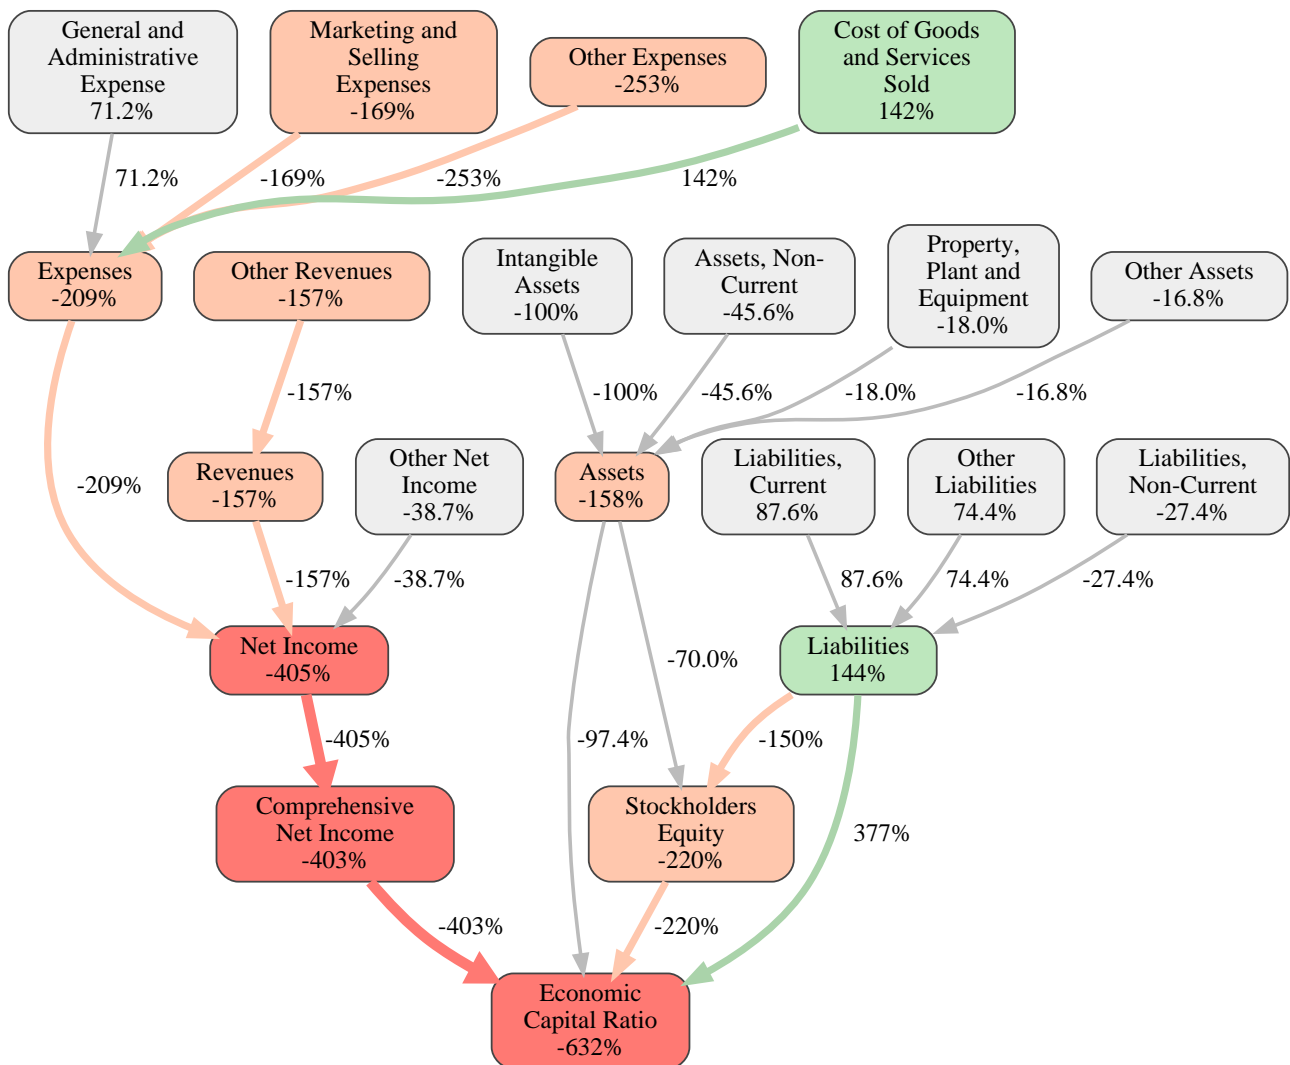 General and
Administrative
Expense
71.2%
Marketing and
Selling
Expenses
-169%
Other Expenses
-253%
Cost of Goods
and Services
Sold
142%
71.2%
-169%
-253%
142%
Expenses
-209%
Other Revenues
-157%
Intangible
Assets
-100%
Assets, Non-
Current
-45.6%
Property,
Plant and
Equipment
-18.0%
Other Assets
-16.8%
-157%
-100%
-45.6%
-18.0%
-16.8%
-209%
Revenues
-157%
Other Net
Income
-38.7%
Assets
-158%
Liabilities,
Current
87.6%
Other
Liabilities
74.4%
Liabilities,
Non-Current
-27.4%
-157%
-38.7%
87.6%
74.4%
-27.4%
Net Income
-405%
-70.0%
Liabilities
144%
-405%
-97.4%
-150%
Comprehensive
Net Income
-403%
Stockholders
Equity
-220%
377%
-403%
-220%
Economic
Capital Ratio
-632%